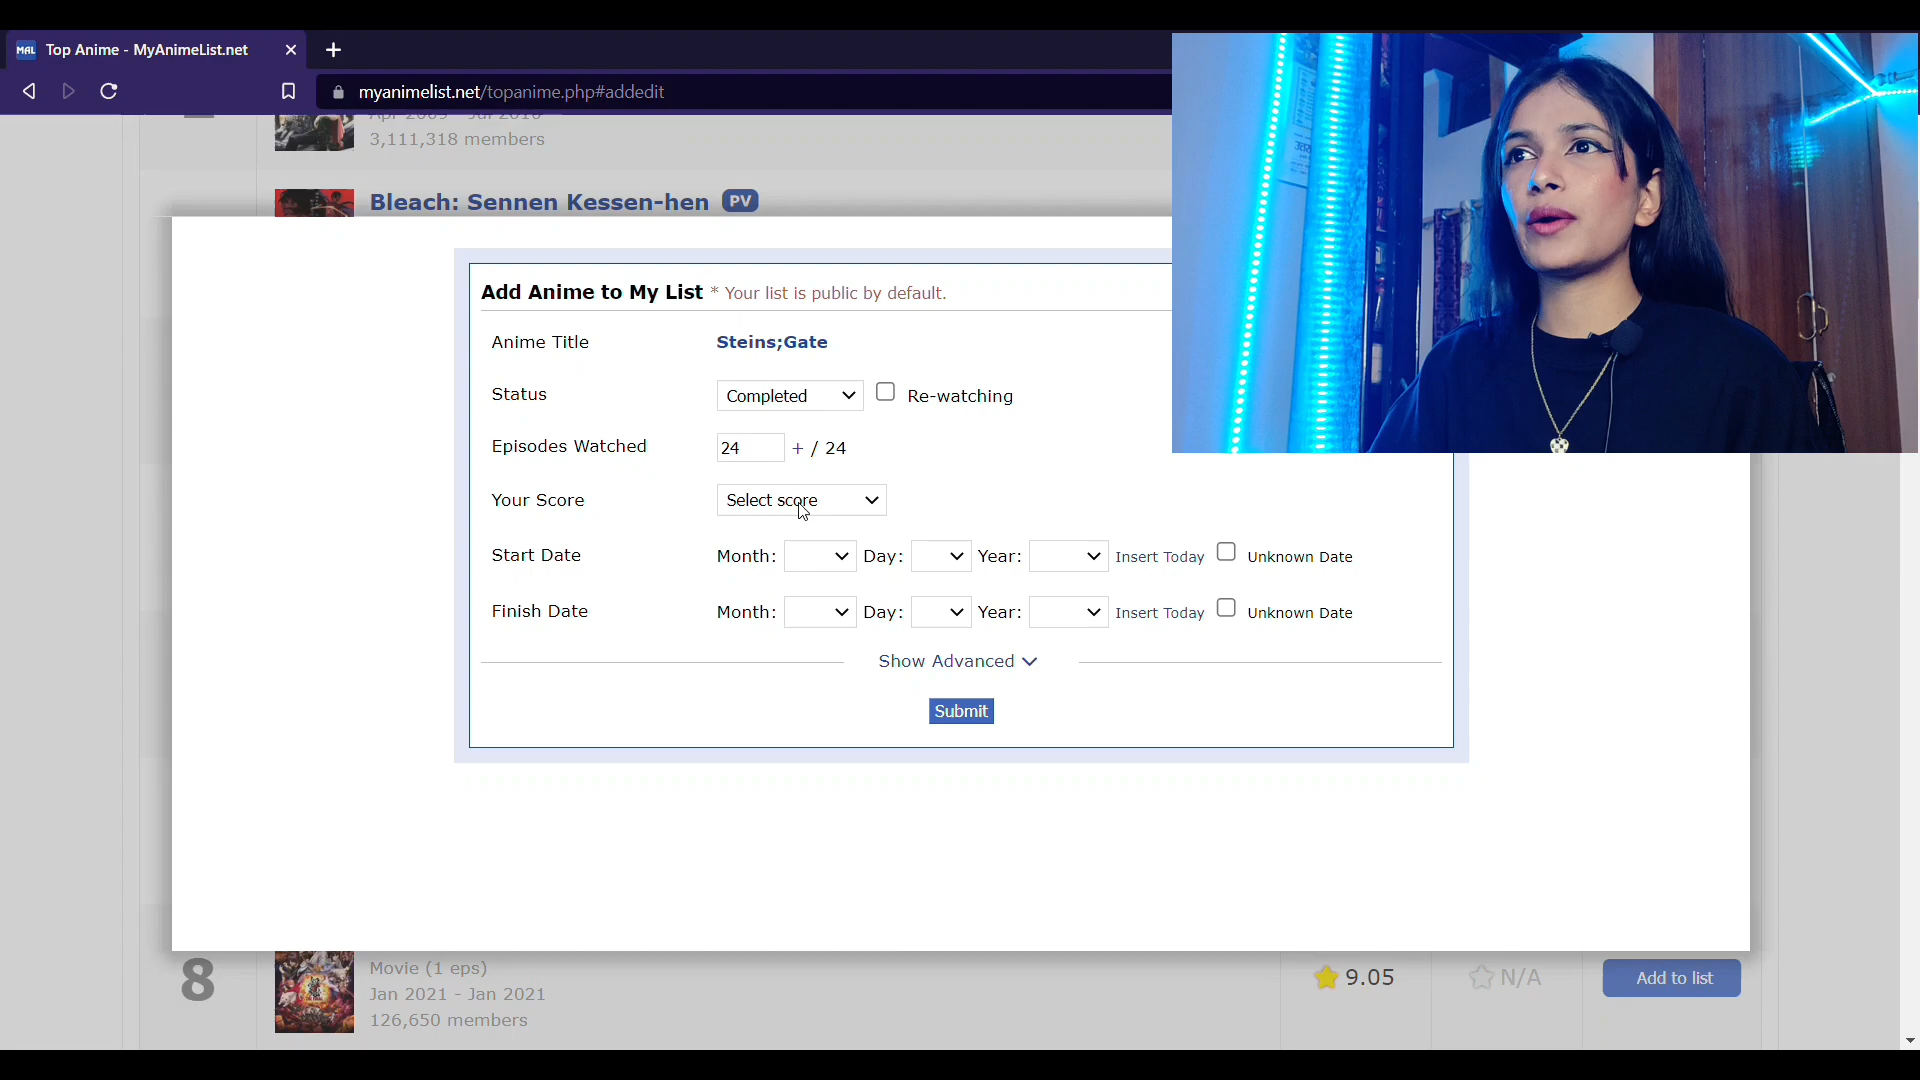 MAL Top Anime - MyAnimeList.net
myanimelist.net/topanime.php#addedit
3,111,318 members
Bleach: Sennen Kessen-hen PV
Add Anime to My List * Your list is public by default.
Anime Title Steins;Gate
Status Completed Re-watching
Episodes Watched 24 + / 24
Your Score Select score
Start Date Month: Day: Year: Insert Today Unknown Date
Finish Date Month: Day: Year: Insert Today Unknown Date
Show Advanced
Submit
8
Movie (1 eps)
Jan 2021 - Jan 2021
126,650 members
9.05
N/A
Add to list